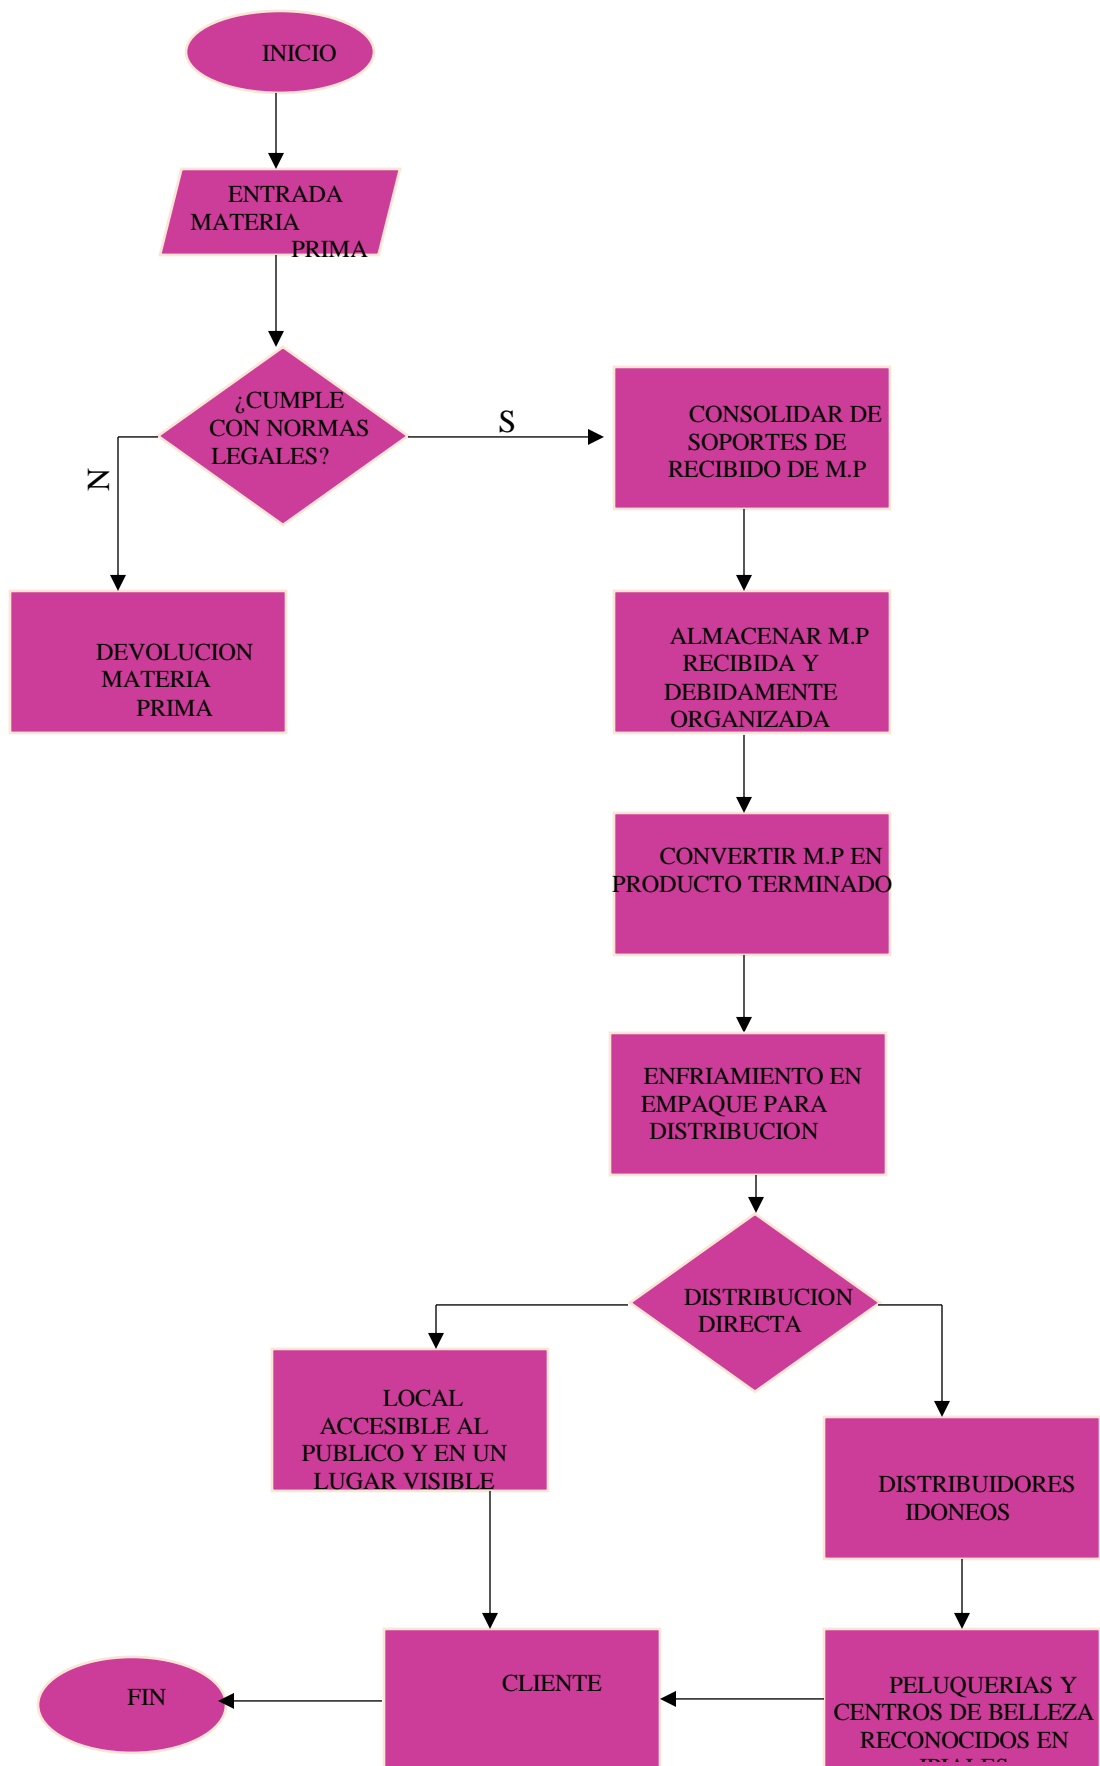 INICIO
ENTRADA
MATERIA
PRIMA
¿CUMPLE
CON NORMAS
LEGALES?
S
N
CONSOLIDAR DE
SOPORTES DE
RECIBIDO DE M.P
DEVOLUCION
MATERIA
PRIMA
ALMACENAR M.P
RECIBIDA Y
DEBIDAMENTE
ORGANIZADA
CONVERTIR M.P EN
PRODUCTO TERMINADO
ENFRIAMIENTO EN
EMPAQUE PARA
DISTRIBUCION
DISTRIBUCION
DIRECTA
LOCAL
ACCESIBLE AL
PUBLICO Y EN UN
LUGAR VISIBLE
DISTRIBUIDORES
IDONEOS
FIN
CLIENTE
PELUQUERIAS Y
CENTROS DE BELLEZA
RECONOCIDOS EN